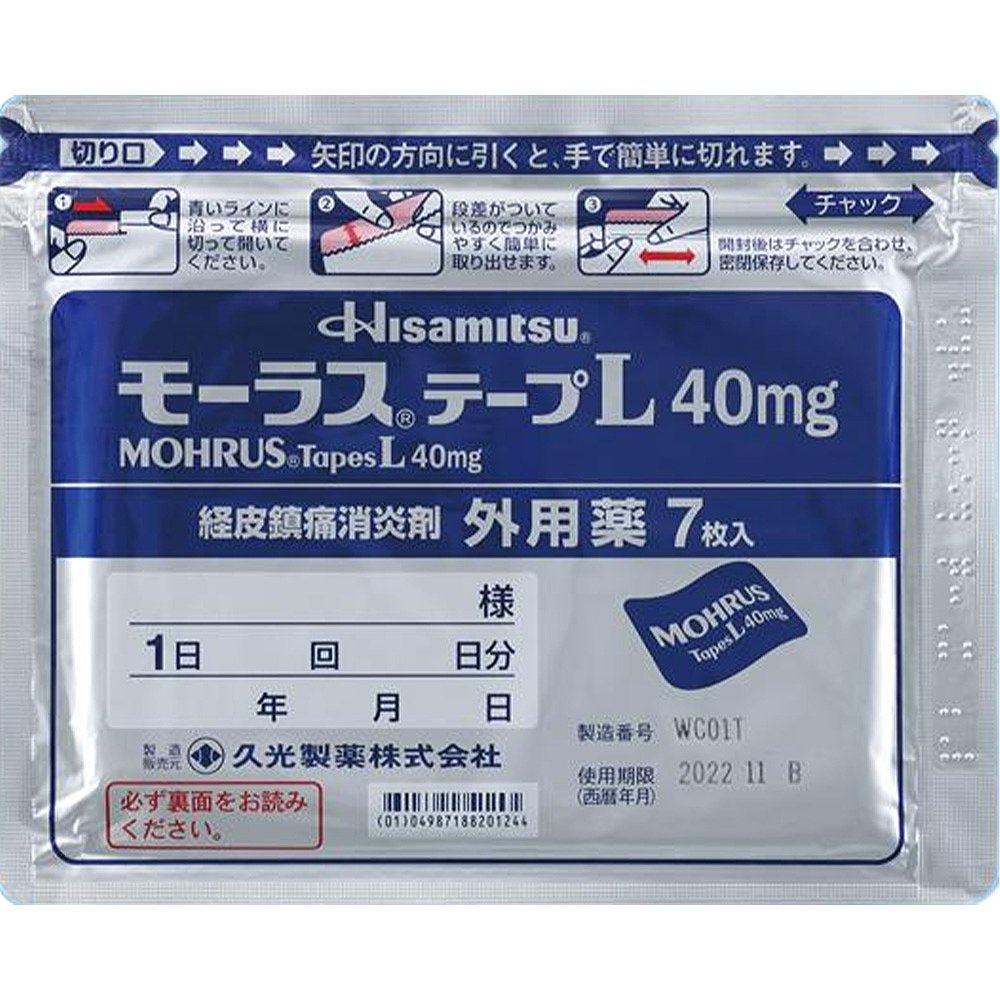 切り口 矢印の方向に引くと、手で簡単に切れます。
1
青いラインに
沿って横に
切って開いて
ください。
2
段差がついて
いるのでつかみ
やすく簡単に
取り出せます。
3
チャック
開封後はチャックを合わせ、
密閉保存してください。
Hisamitsu®
モーラス®テープL 40mg
MOHRUS®Tapes L 40mg
経皮鎮痛消炎剤 外用薬 7枚入
様
1日 回 日分
年 月 日
MOHRUS
Tapes L 40mg
製造番号 WC01T
使用期限 2022 11 B
(西暦年月)
製造
販売元 久光製薬株式会社
必ず裏面をお読み
ください。
(01)04987188201244